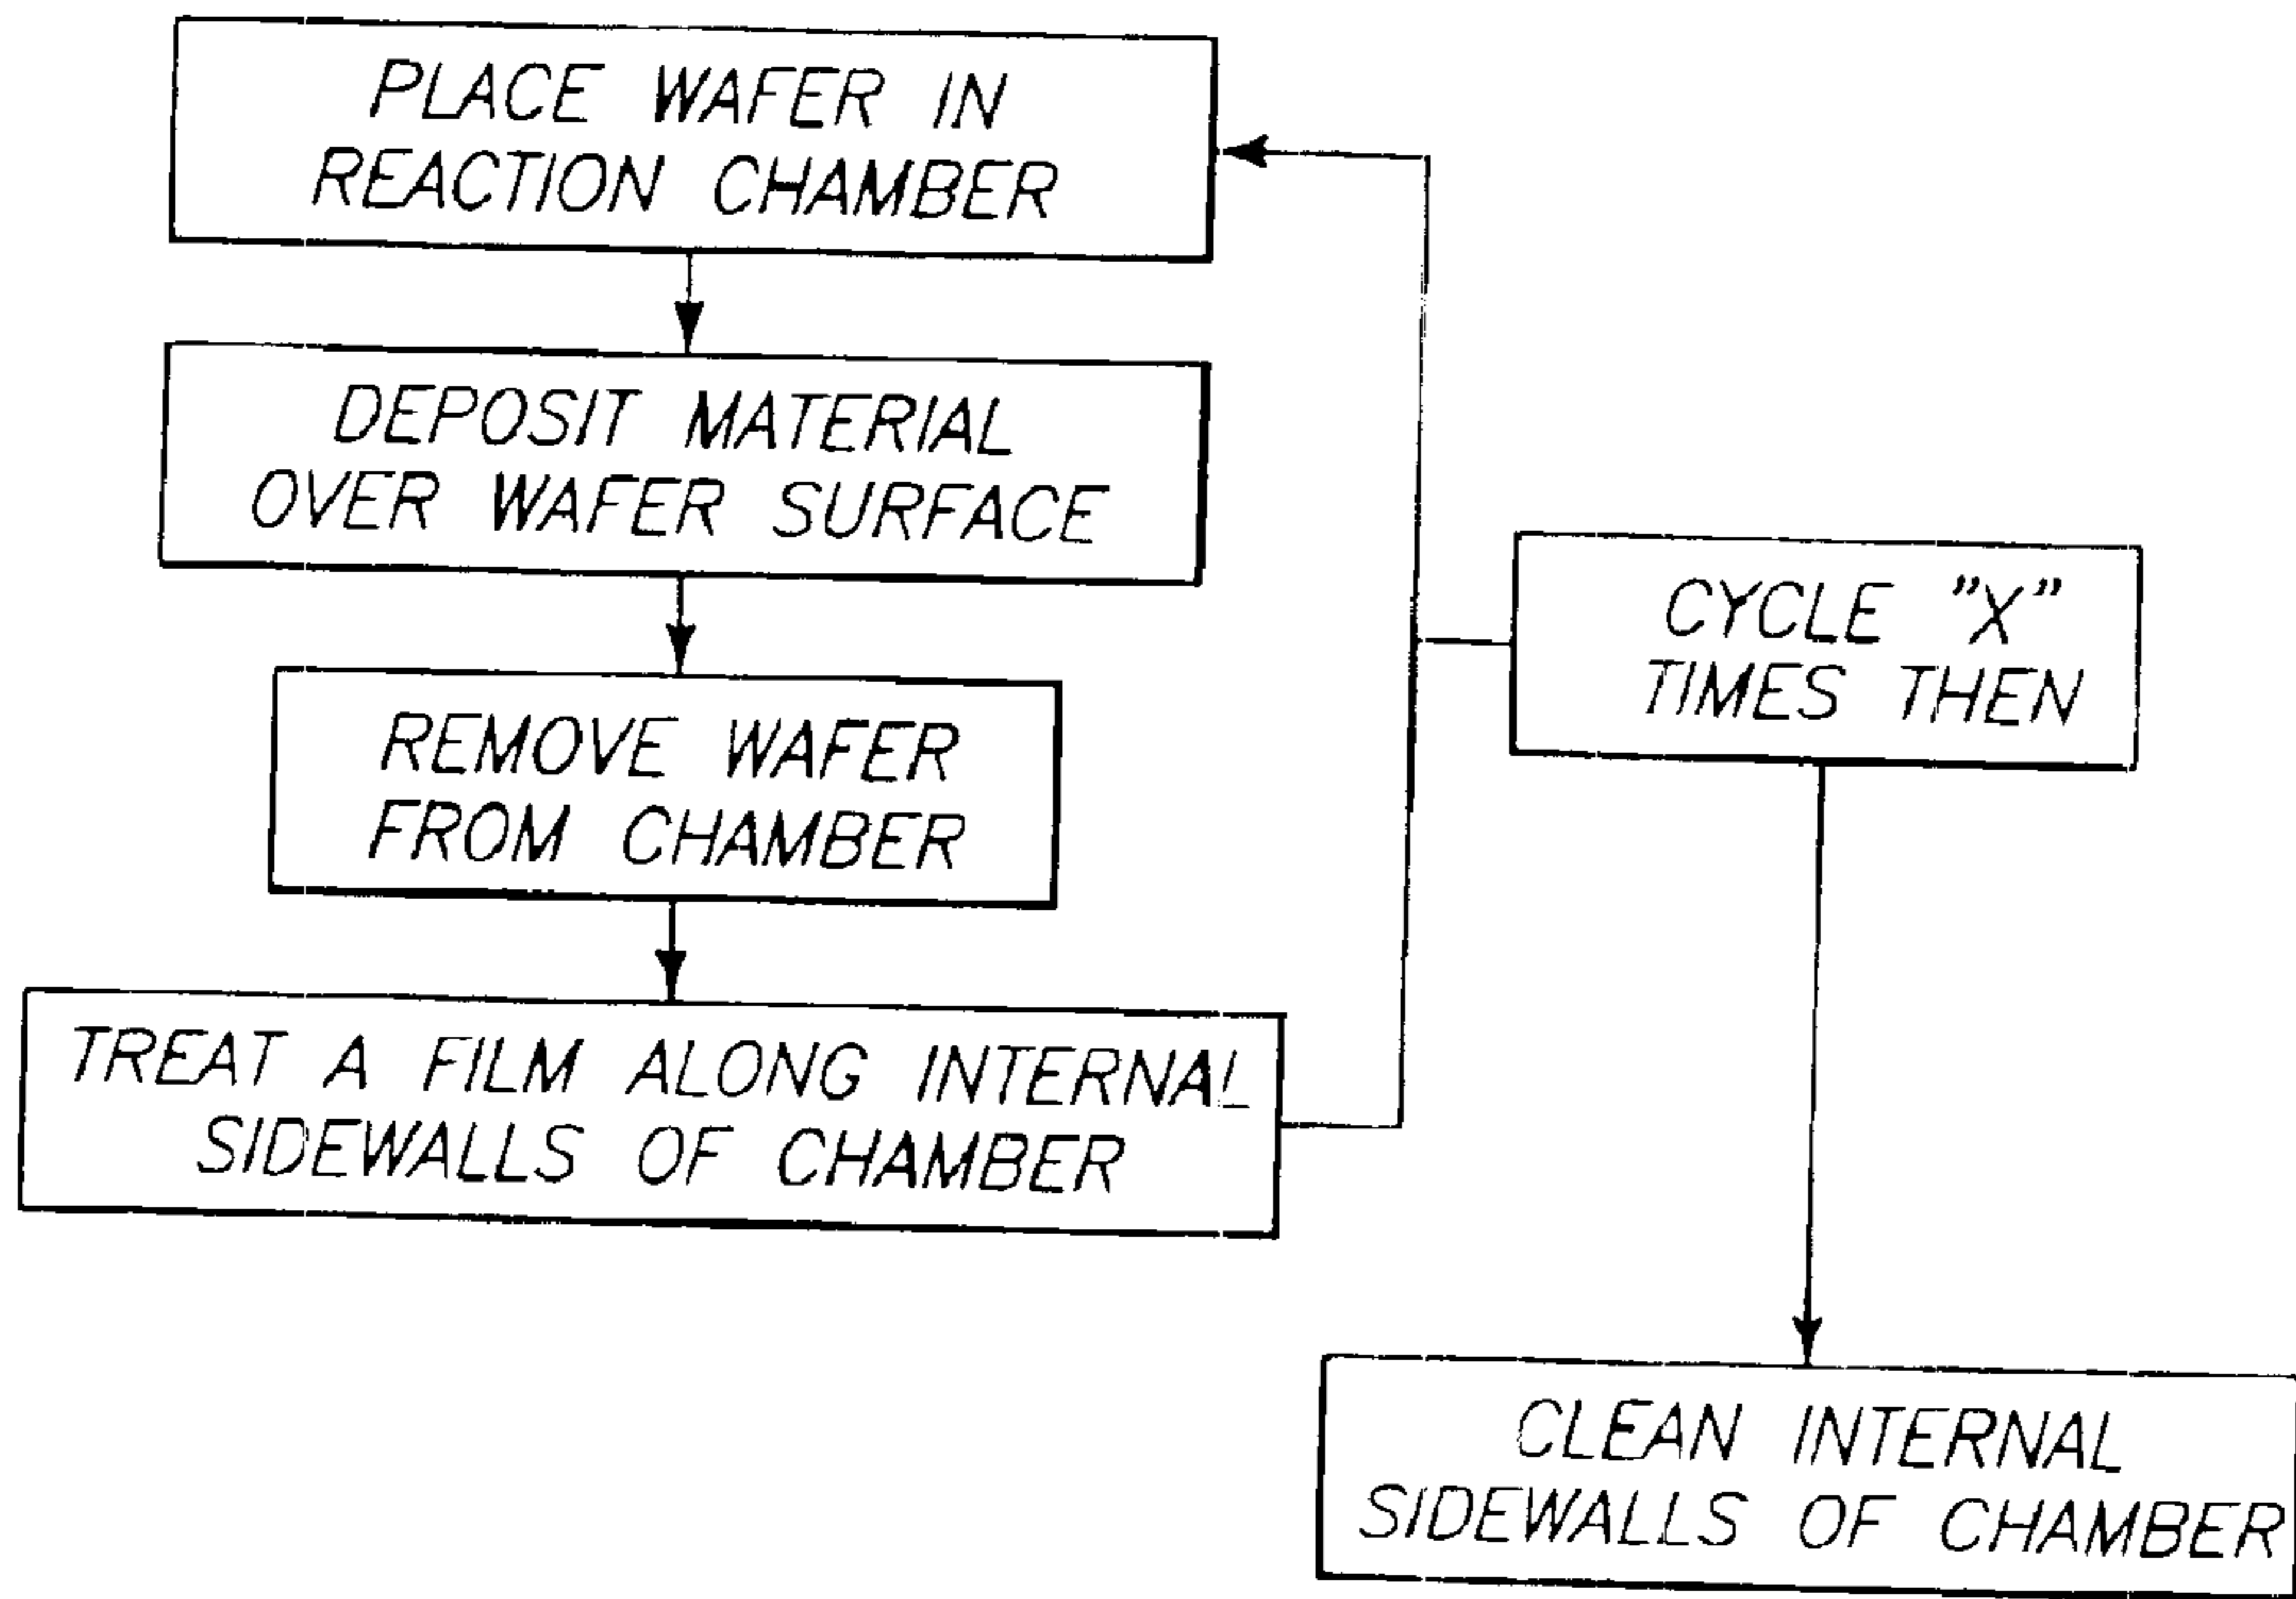 PLACE WAFER IN
REACTION CHAMBER
DEPOSIT MATERIAL
OVER WAFER SURFACE
REMOVE WAFER
FROM CHAMBER
TREAT A FILM ALONG INTERNAL
SIDEWALLS OF CHAMBER
CYCLE "X"
TIMES THEN
CLEAN INTERNAL
SIDEWALLS OF CHAMBER